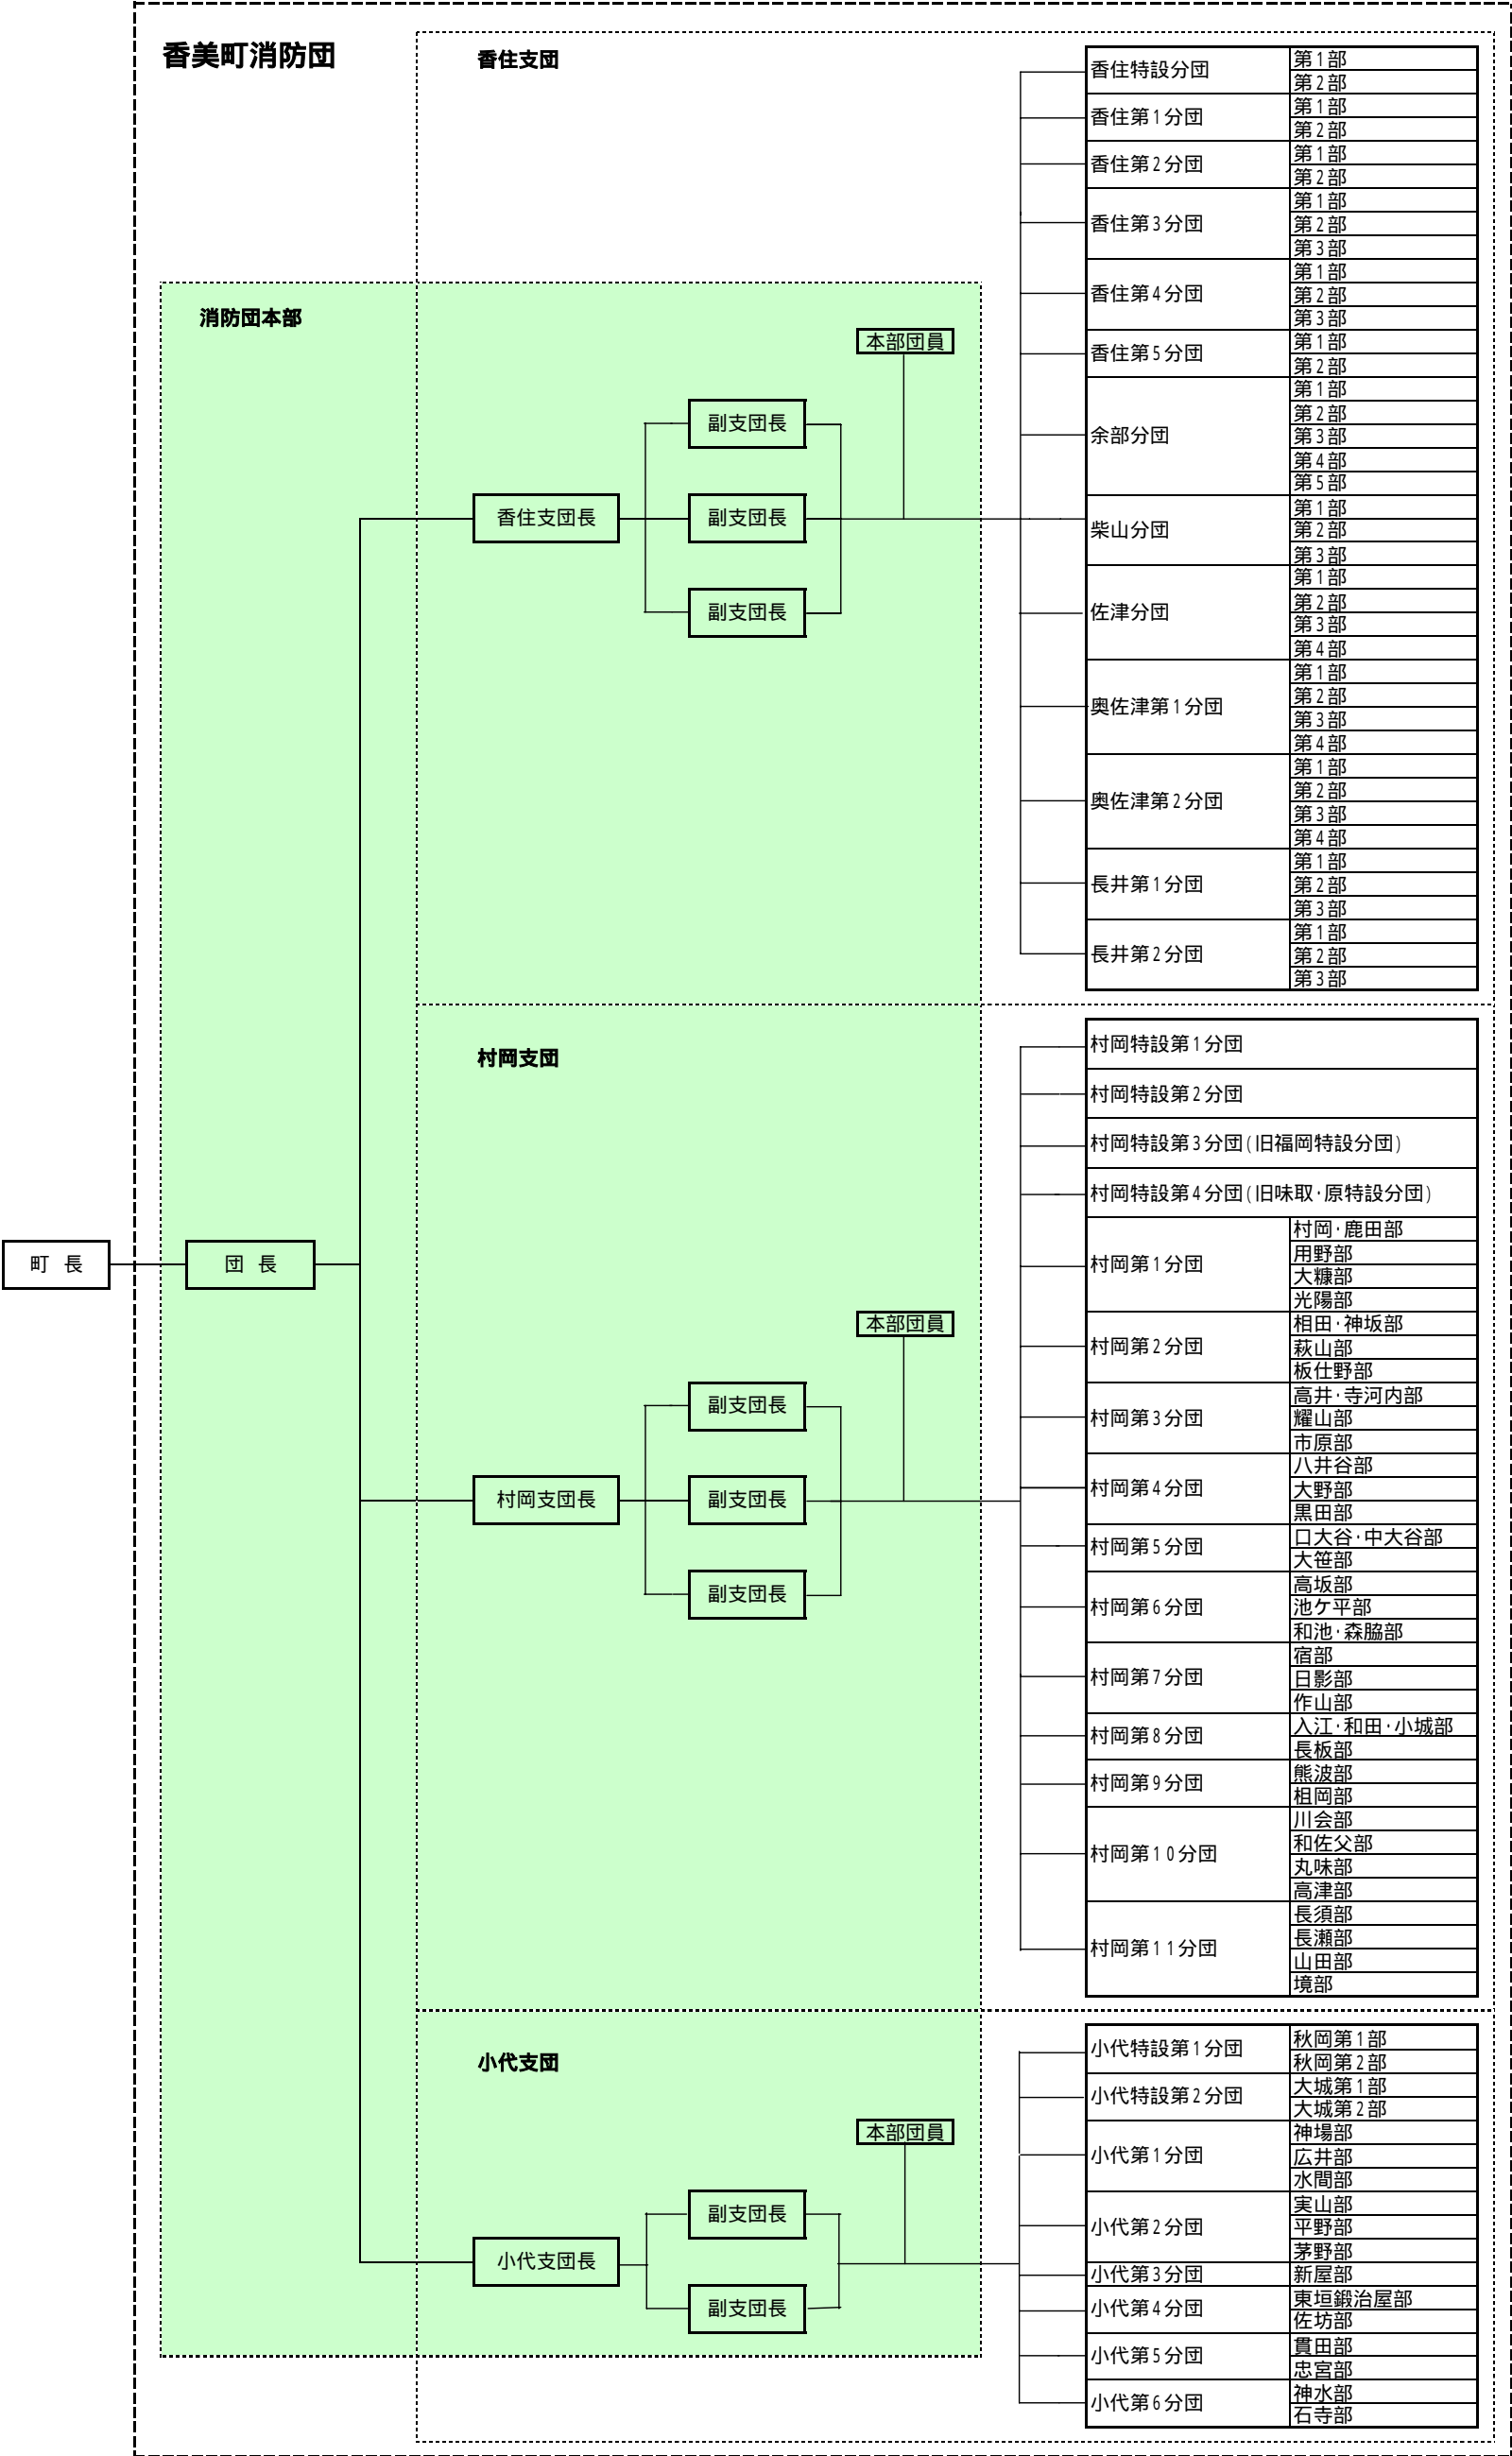 香美町消防団
香住支団
香住特設分団
第1部
第2部
香住第1分団
第1部
第2部
香住第2分団
第1部
第2部
香住第3分団
第1部
第2部
第3部
香住第4分団
第1部
第2部
第3部
香住第5分団
第1部
第2部
余部分団
第1部
第2部
第3部
第4部
第5部
柴山分団
第1部
第2部
第3部
佐津分団
第1部
第2部
第3部
第4部
奥佐津第1分団
第1部
第2部
第3部
第4部
奥佐津第2分団
第1部
第2部
第3部
第4部
長井第1分団
第1部
第2部
第3部
長井第2分団
第1部
第2部
第3部
消防団本部
本部団員
副支団長
香住支団長
副支団長
副支団長
村岡支団
村岡特設第1分団
村岡特設第2分団
村岡特設第3分団(旧福岡特設分団)
村岡特設第4分団(旧味取・原特設分団)
村岡第1分団
村岡・鹿田部
用野部
大糠部
光陽部
村岡第2分団
相田・神坂部
萩山部
板仕野部
村岡第3分団
高井・寺河内部
耀山部
市原部
村岡第4分団
八井谷部
大野部
黒田部
村岡第5分団
口大谷・中大谷部
大笹部
村岡第6分団
高坂部
池ケ平部
和池・森脇部
村岡第7分団
宿部
日影部
作山部
村岡第8分団
入江・和田・小城部
長板部
村岡第9分団
熊波部
柤岡部
村岡第10分団
川会部
和佐父部
丸味部
高津部
村岡第11分団
長須部
長瀬部
山田部
境部
町 長
団 長
本部団員
副支団長
村岡支団長
副支団長
副支団長
小代支団
小代特設第1分団
秋岡第1部
秋岡第2部
小代特設第2分団
大城第1部
大城第2部
小代第1分団
神場部
広井部
水間部
小代第2分団
実山部
平野部
茅野部
小代第3分団
新屋部
小代第4分団
東垣鍛治屋部
佐坊部
小代第5分団
貫田部
忠宮部
小代第6分団
神水部
石寺部
本部団員
副支団長
小代支団長
副支団長